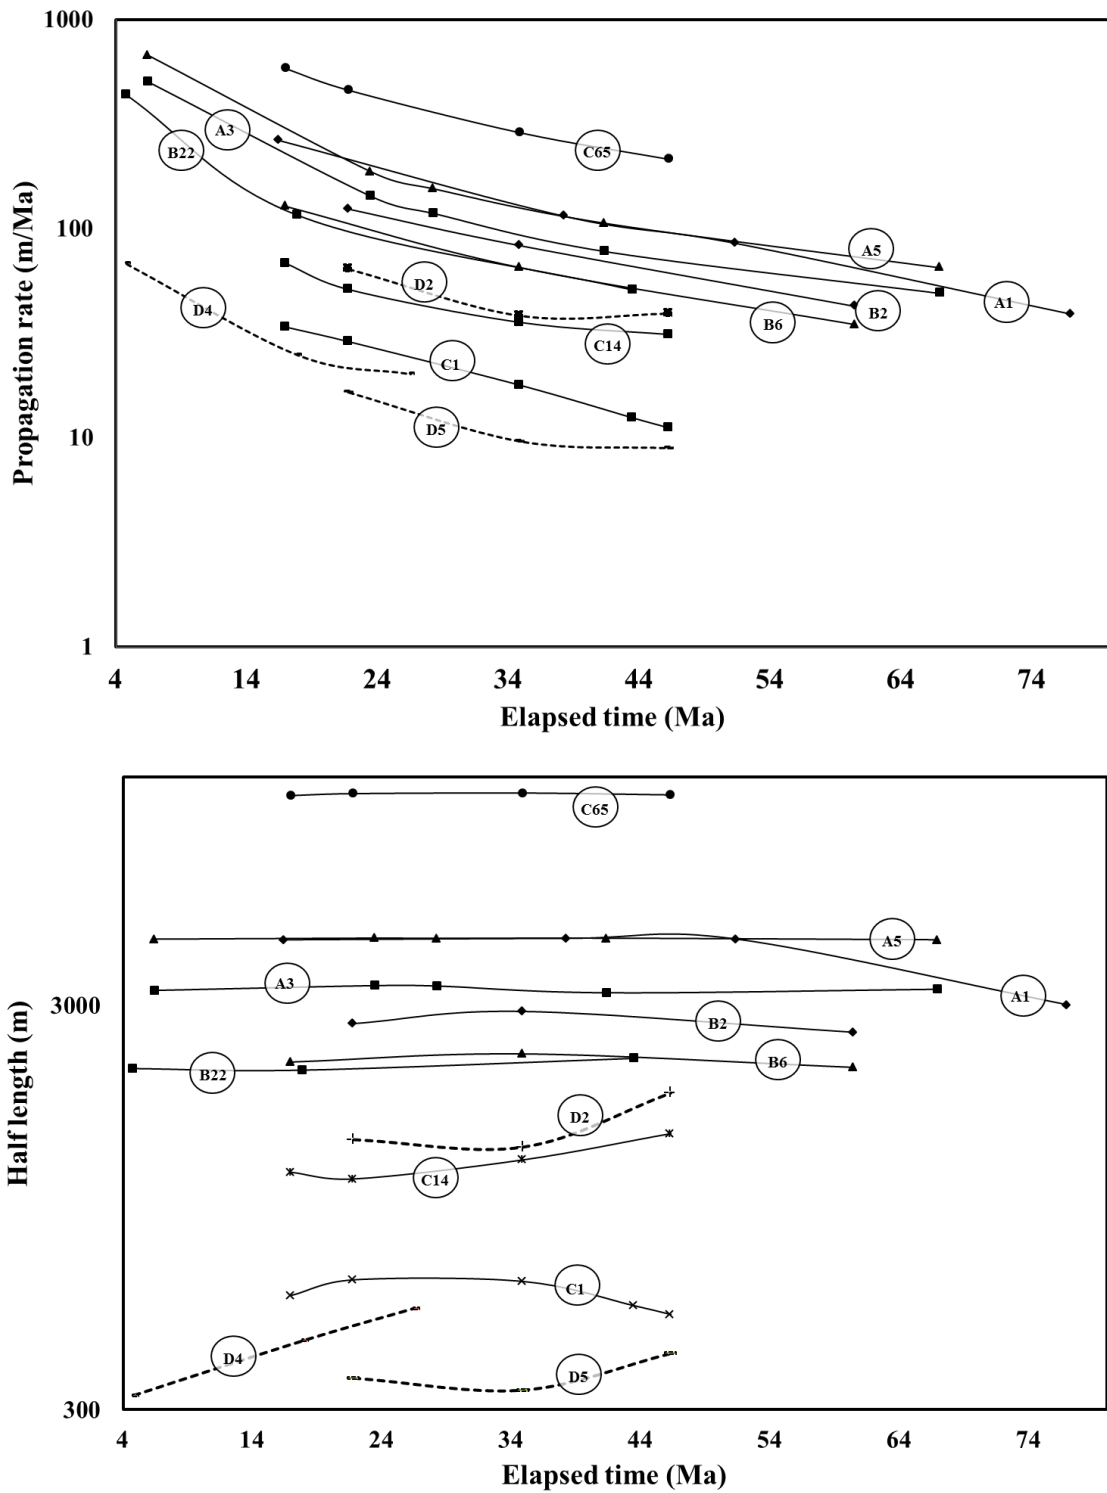 1000
A3
B22
C65
100
A5
D2
A1
D4
B2
B6
C14
C1
10
D5
1
4 14 24 34 44 54 64 74
Elapsed time (Ma)
Propagation rate (m/Ma)
C65
A5
A3
A1
3000
B2
B6
B22
D2
C14
C1
D4
D5
300
4 14 24 34 44 54 64 74
Elapsed time (Ma)
Half length (m)